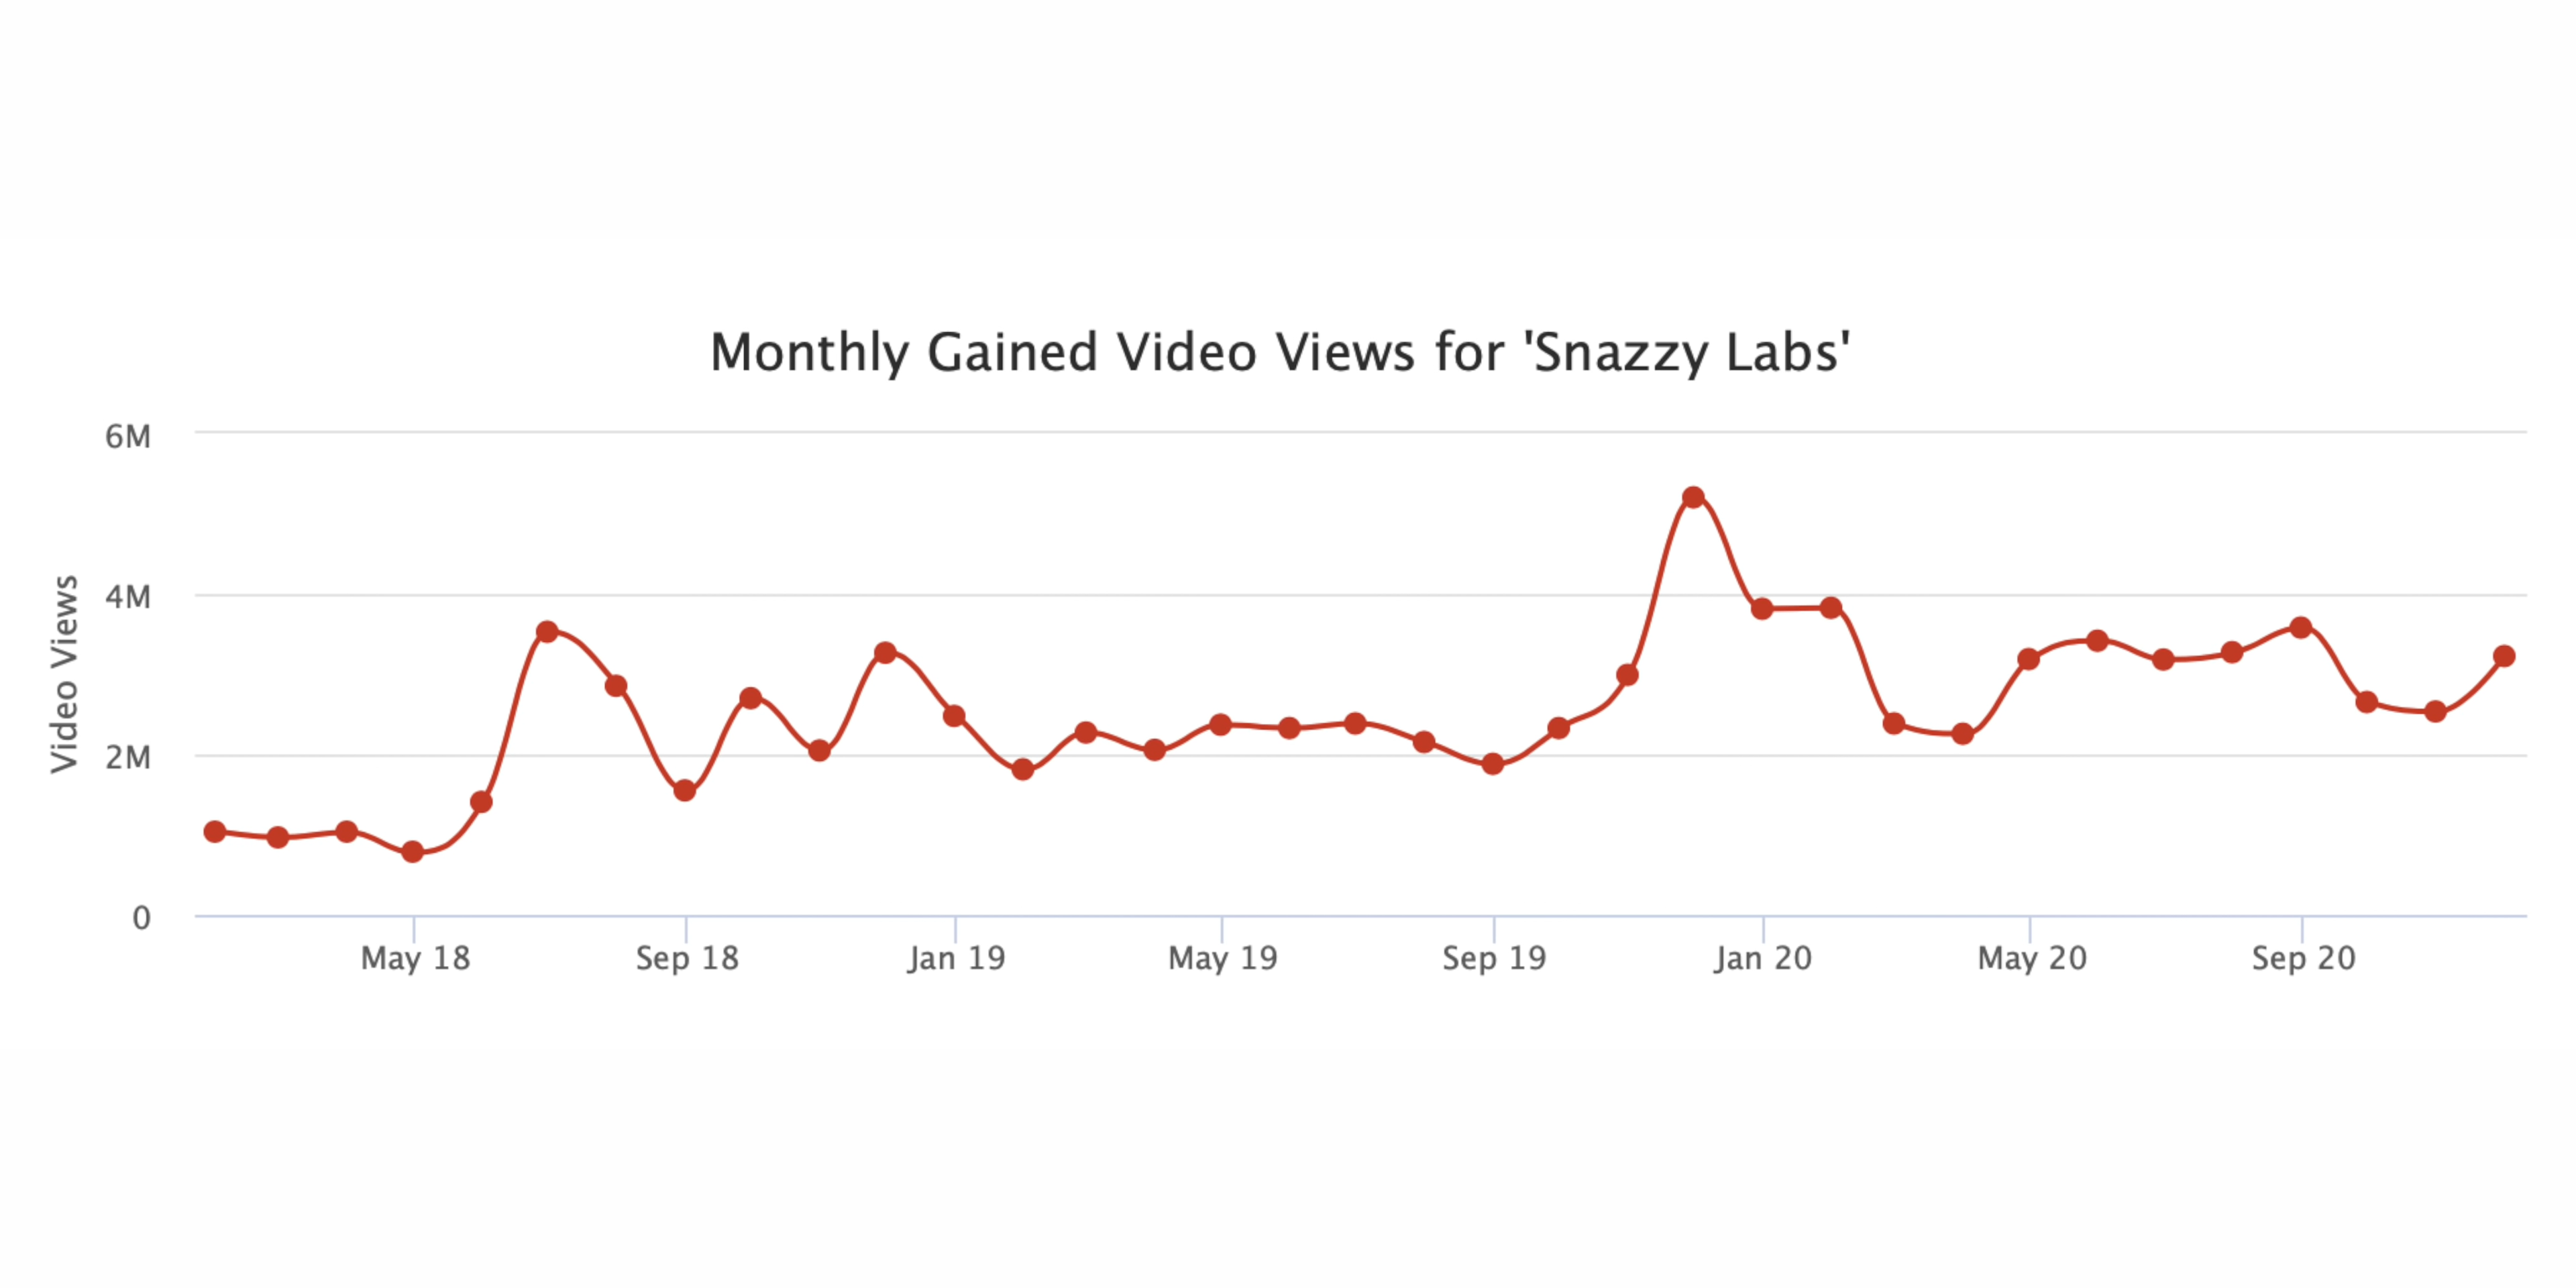 Monthly Gained Video Views for 'Snazzy Labs'
Video Views
6M
4M
2M
0
May 18
Sep 18
Jan 19
May 19
Sep 19
Jan 20
May 20
Sep 20